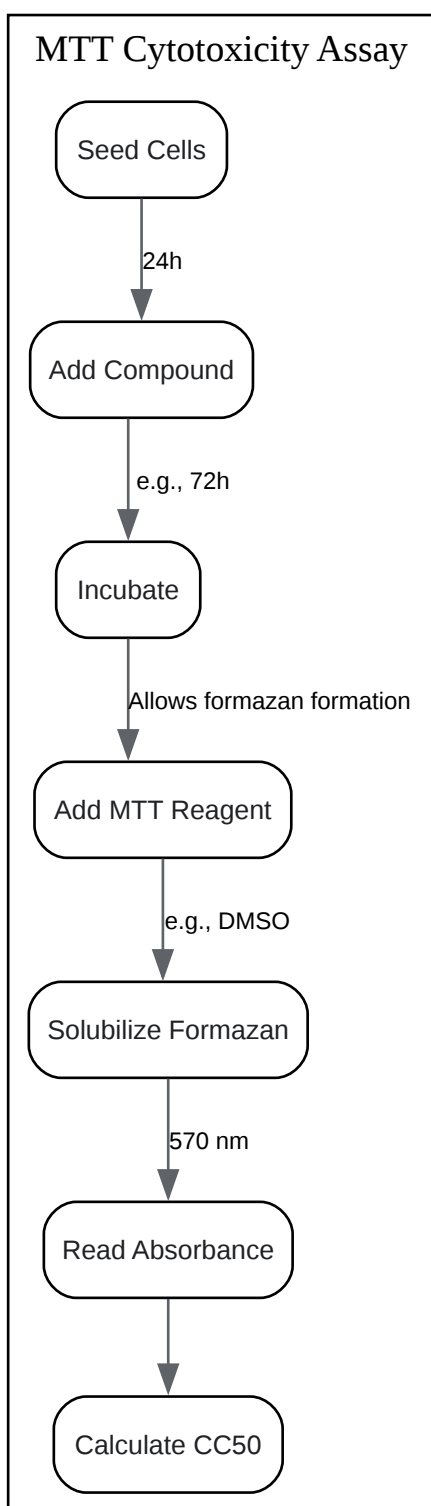 MTT Cytotoxicity Assay
Seed Cells
24h
Add Compound
e.g., 72h
Incubate
Allows formazan formation
Add MTT Reagent
e.g., DMSO
Solubilize Formazan
570 nm
Read Absorbance
Calculate CC50